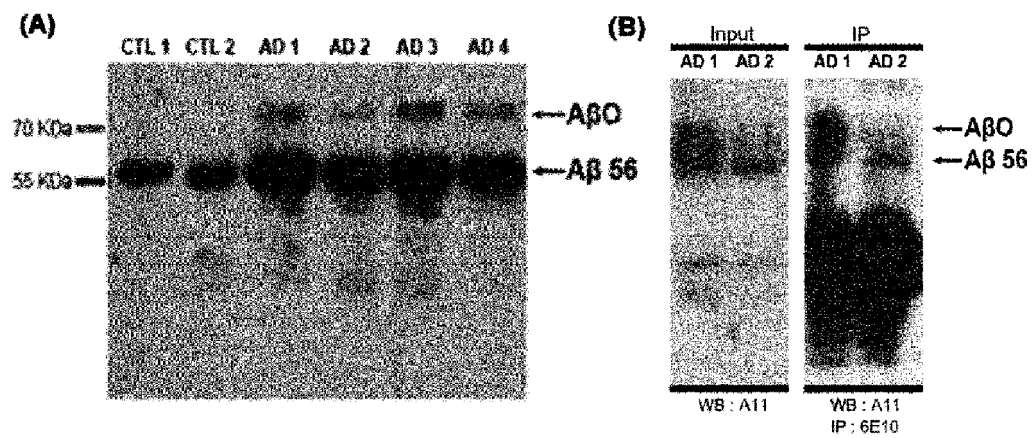 (A)
CTL 1 CTL 2 AD 1 AD 2 AD 3 AD 4
70 KDa
55 KDa
AβO
Aβ 56
(B)
Input IP
AD 1 AD 2 AD 1 AD 2
AβO
Aβ 56
WB : A11 WB : A11
IP : 6E10